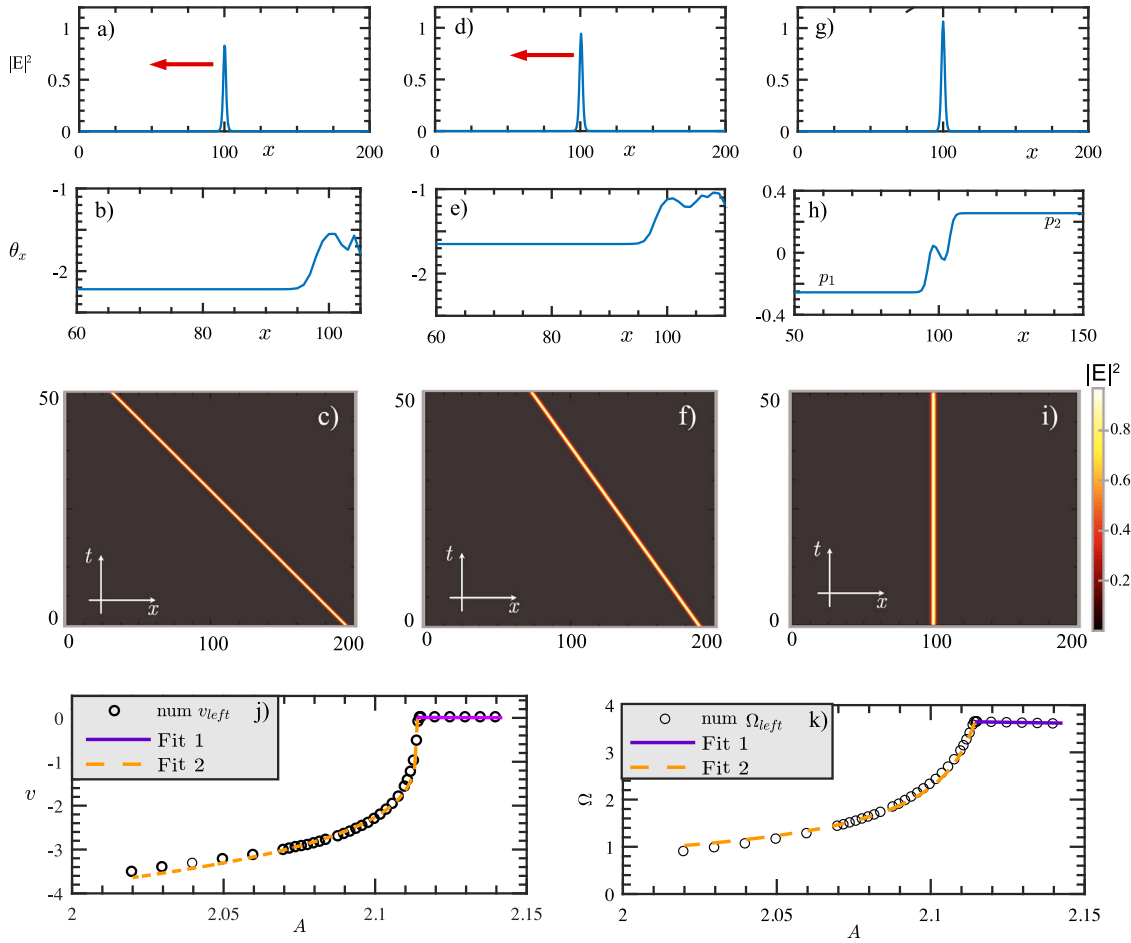 a) d) g)
|E|²
1 1 1
0.5 0.5 0.5
0 0 0
0 x 200 0 x 200 0 x 200
100 100 100
b) e) h)
θₓ
-1 -1 0.4
-2 -2 0
-0.4
p₁ p₂
60 80 x 100 60 80 x 100 50 100 x 150
c) f) i)
50 50 50
t t t
x x x
0 0 0
0 100 200 100 200 0 100 200
|E|²
0.8
0.6
0.4
0.2
num v_left j)
Fit 1
Fit 2
v
0
-1
-2
-3
-4
2 2.05 2.1 2.15
A
num Ω_left k)
Fit 1
Fit 2
Ω
4
3
2
1
0
2 2.05 2.1 2.15
A